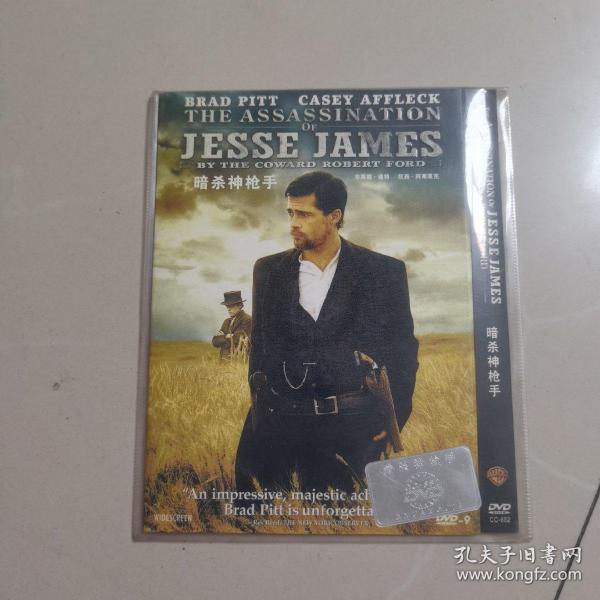 BRAD PITT CASEY AFFLECK
THE ASSASSINATION
OF
JESSE JAMES
BY THE COWARD ROBERT FORD
暗杀神枪手
"An impressive, majestic
Brad Pitt is
WIDESCREEN
DVD-9
JESSE JAMES
暗杀神枪手
DVD
CC-662
孔夫子旧书网
www.kongfz.com